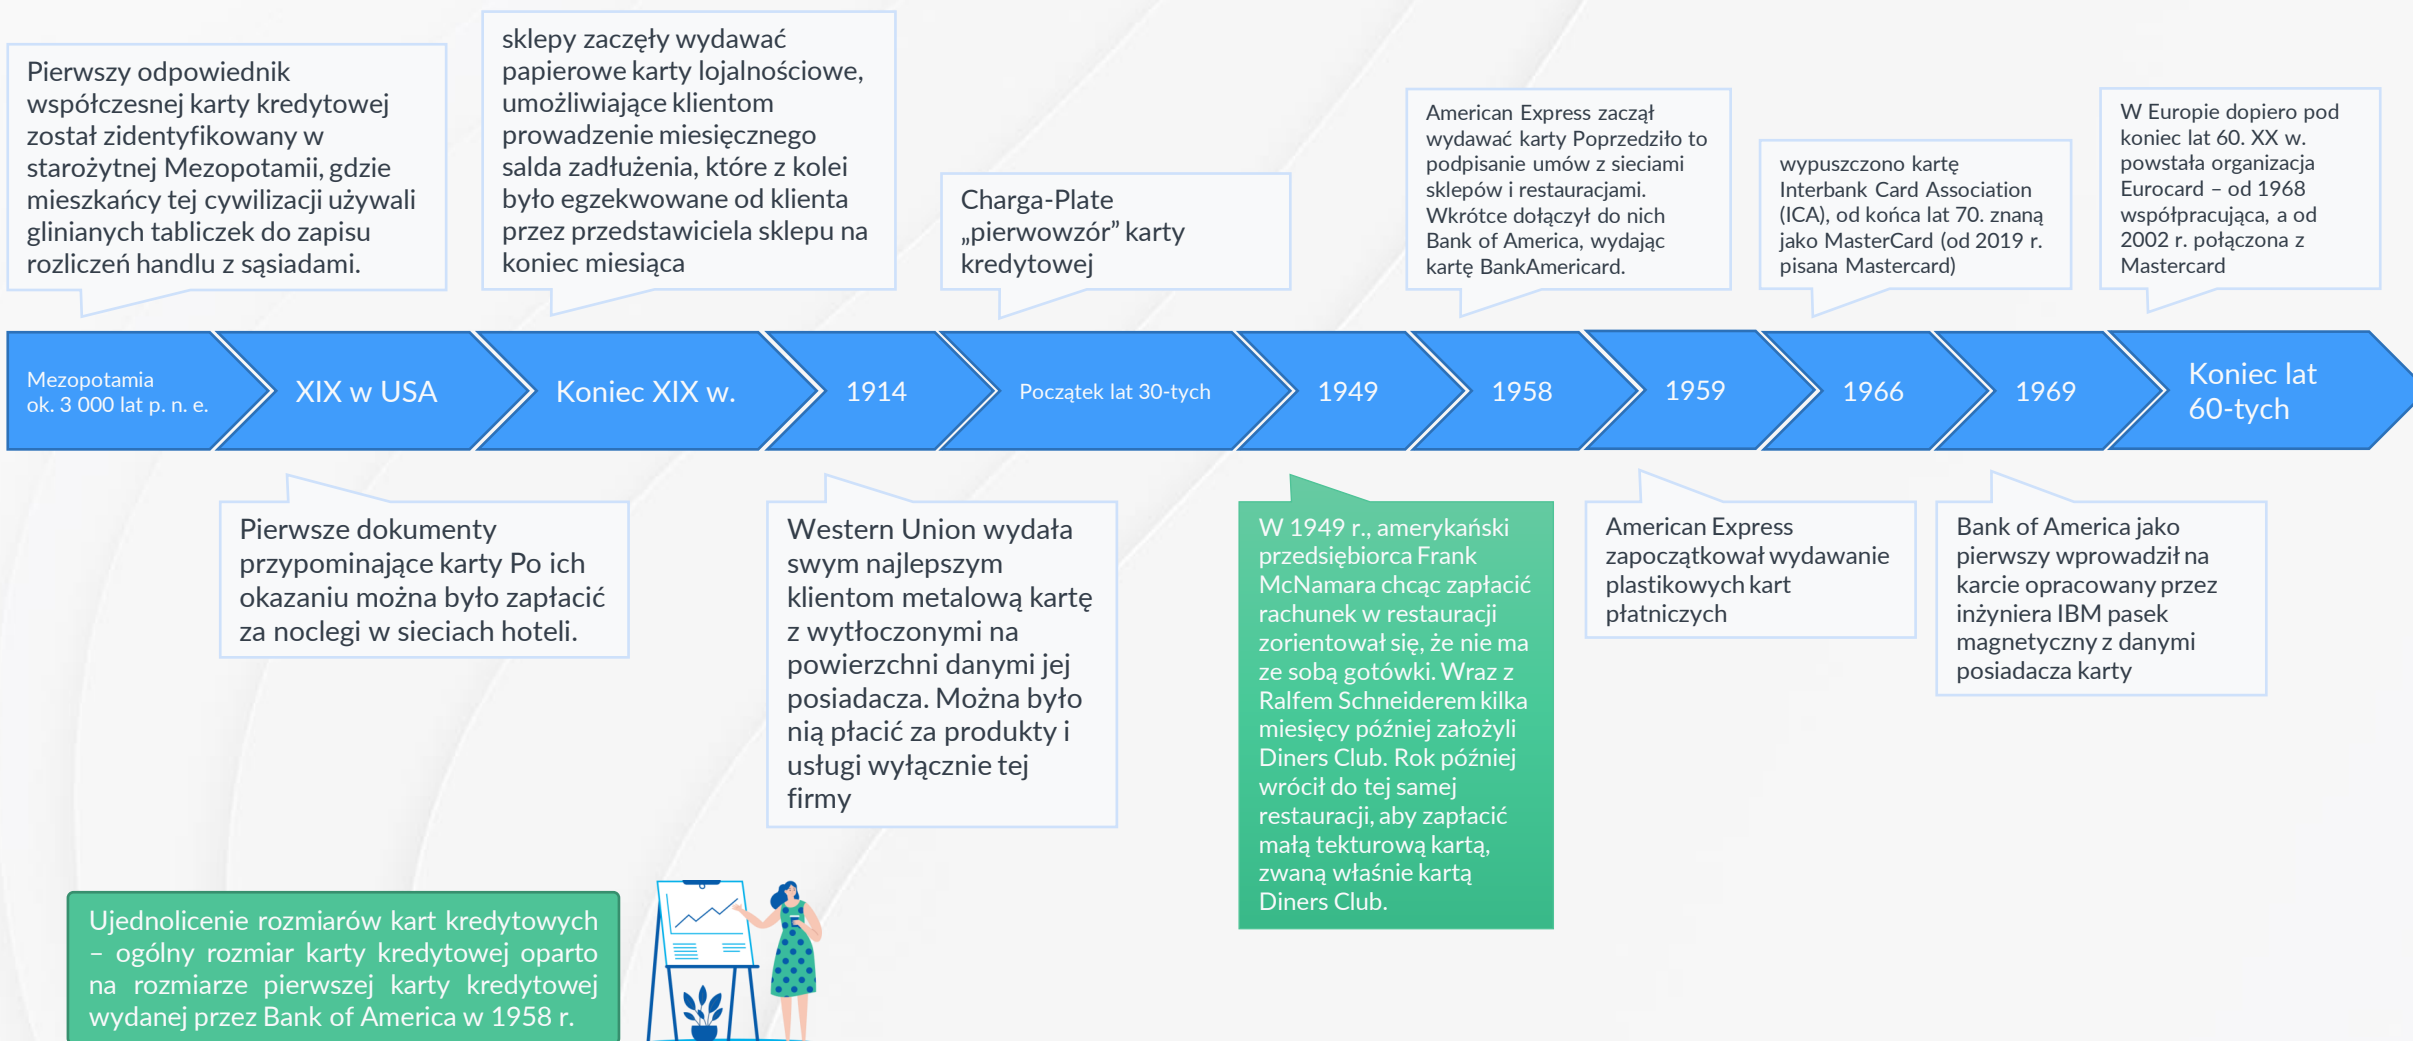 Pierwszy odpowiednik
współczesnej karty kredytowej
został zidentyfikowany w
starożytnej Mezopotamii, gdzie
mieszkańcy tej cywilizacji używali
glinianych tabliczek do zapisu
rozliczeń handlu z sąsiadami.
sklepy zaczęły wydawać
papierowe karty lojalnościowe,
umożliwiające klientom
prowadzenie miesięcznego
salda zadłużenia, które z kolei
było egzekwowane od klienta
przez przedstawiciela sklepu na
koniec miesiąca
Charga-Plate
„pierwowzór” karty
kredytowej
American Express zaczął
wydawać karty Poprzedziło to
podpisanie umów z sieciami
sklepów i restauracjami.
Wkrótce dołączył do nich
Bank of America, wydając
kartę BankAmericard.
wypuszczono kartę
Interbank Card Association
(ICA), od końca lat 70. znaną
jako MasterCard (od 2019 r.
pisana Mastercard)
W Europie dopiero pod
koniec lat 60. XX w.
powstała organizacja
Eurocard – od 1968
współpracująca, a od
2002 r. połączona z
Mastercard
Mezopotamia
ok. 3 000 lat p. n. e.
XIX w USA
Koniec XIX w.
1914
Początek lat 30-tych
1949
1958
1959
1966
1969
Koniec lat
60-tych
Pierwsze dokumenty
przypominające karty Po ich
okazaniu można było zapłacić
za noclegi w sieciach hoteli.
Western Union wydała
swym najlepszym
klientom metalową kartę
z wytłoczonymi na
powierzchni danymi jej
posiadacza. Można było
nią płacić za produkty i
usługi wyłącznie tej
firmy
W 1949 r., amerykański
przedsiębiorca Frank
McNamara chcąc zapłacić
rachunek w restauracji
zorientował się, że nie ma
ze sobą gotówki. Wraz z
Ralfem Schneiderem kilka
miesięcy później założyli
Diners Club. Rok później
wrócił do tej samej
restauracji, aby zapłacić
małą tekturową kartą,
zwaną właśnie kartą
Diners Club.
American Express
zapoczątkował wydawanie
plastikowych kart
płatniczych
Bank of America jako
pierwszy wprowadził na
karcie opracowany przez
inżyniera IBM pasek
magnetyczny z danymi
posiadacza karty
Ujednolicenie rozmiarów kart kredytowych
– ogólny rozmiar karty kredytowej oparto
na rozmiarze pierwszej karty kredytowej
wydanej przez Bank of America w 1958 r.